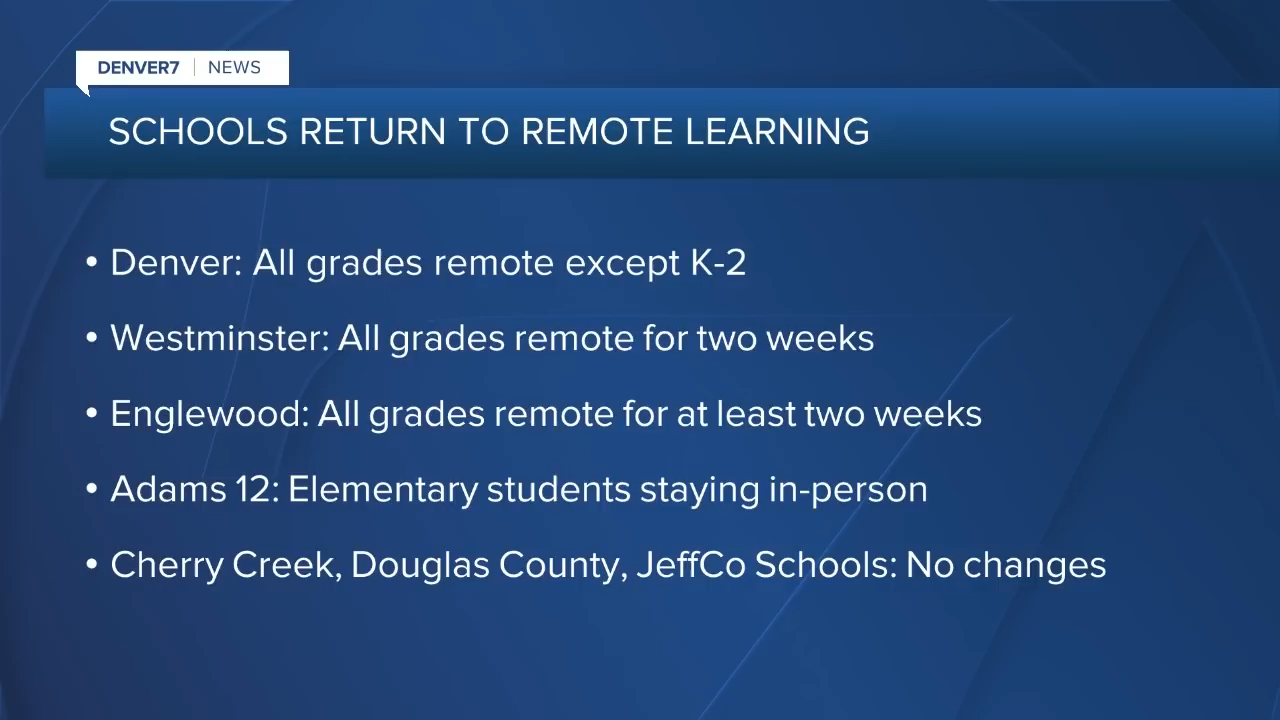 DENVER7 | NEWS
SCHOOLS RETURN TO REMOTE LEARNING
• Denver: All grades remote except K-2
• Westminster: All grades remote for two weeks
• Englewood: All grades remote for at least two weeks
• Adams 12: Elementary students staying in-person
• Cherry Creek, Douglas County, JeffCo Schools: No changes